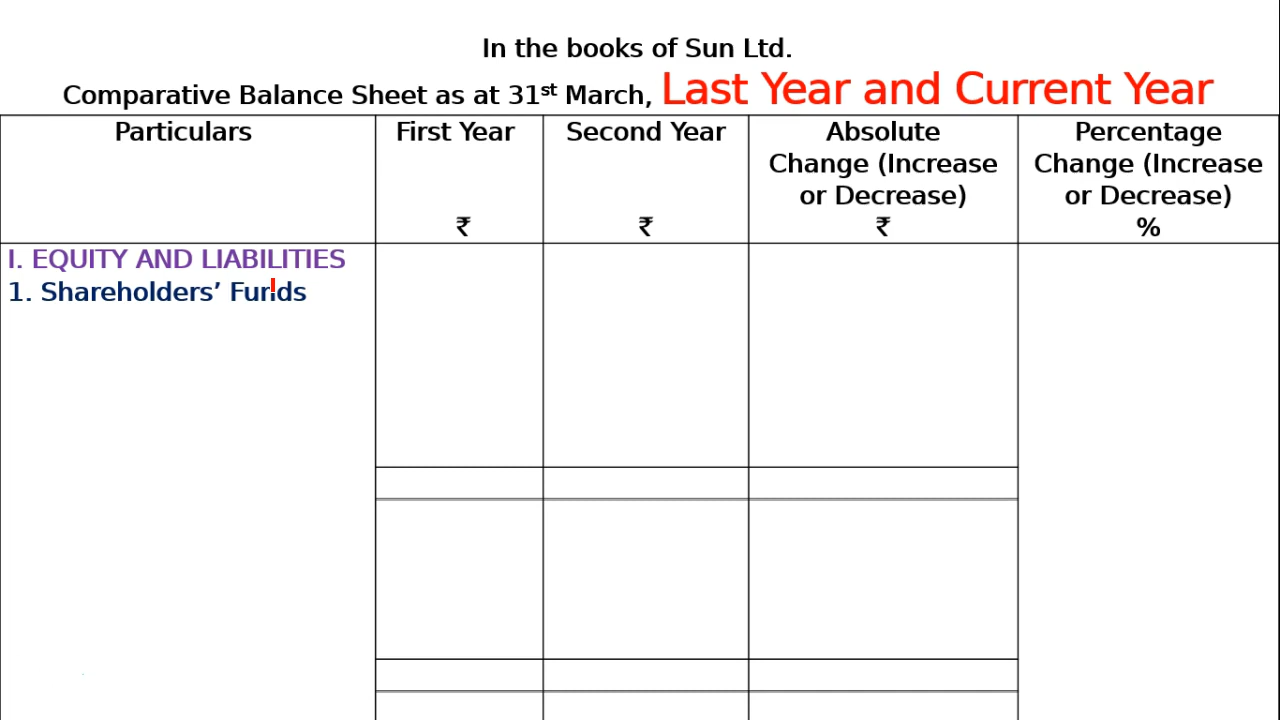 In the books of Sun Ltd.
Comparative Balance Sheet as at 31st March, Last Year and Current Year
Particulars First Year Second Year Absolute Percentage
Change (Increase Change (Increase
or Decrease) or Decrease)
₹ ₹ ₹ %
I. EQUITY AND LIABILITIES
1. Shareholders’ Funds